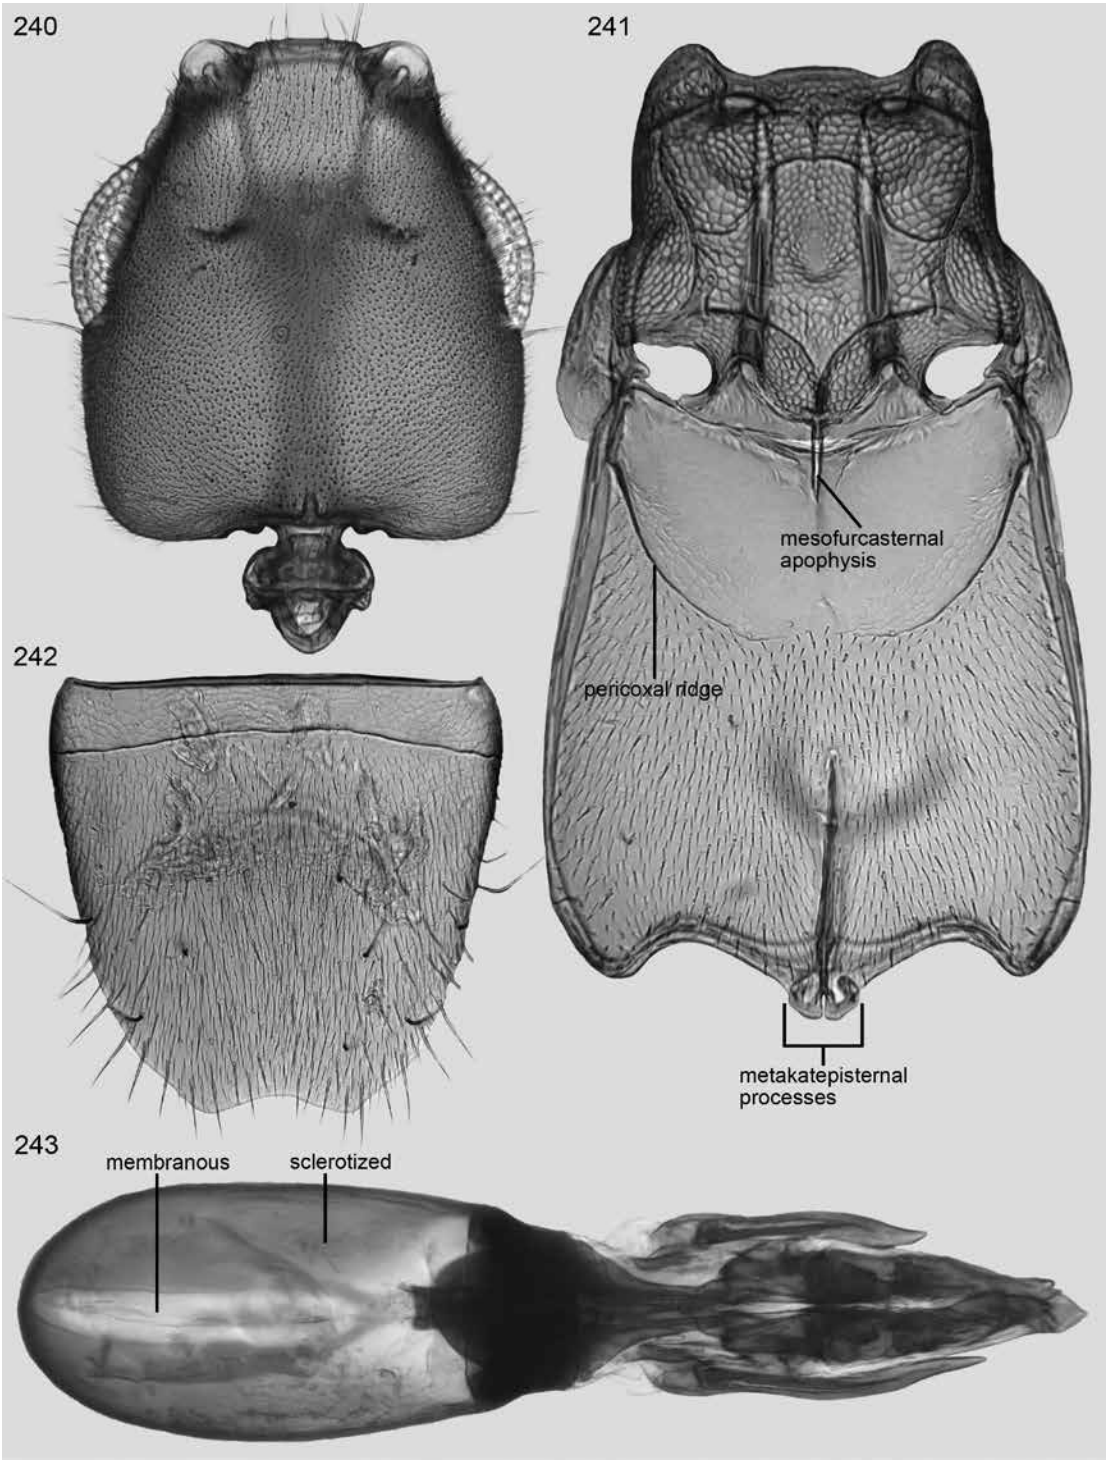 240
241
mesofurcasternal
apophysis
pericoxal ridge
242
metakatepisternal
processes
243
membranous
sclerotized